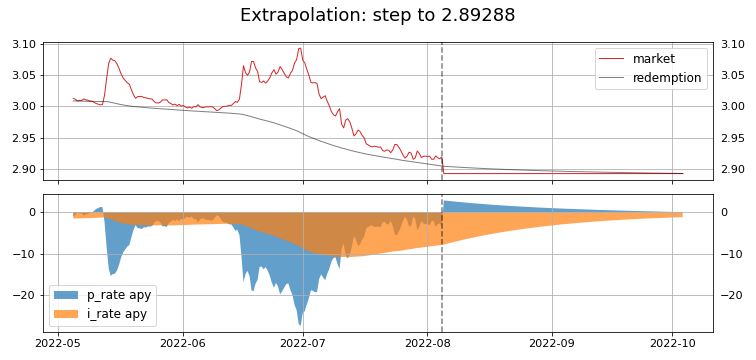 Extrapolation: step to 2.89288
3.10 3.10
market
redemption
3.05 3.05
3.00 3.00
2.95 2.95
2.90 2.90
0 0
−10 −10
−20 −20
p_rate apy
i_rate apy
2022-05 2022-06 2022-07 2022-08 2022-09 2022-10